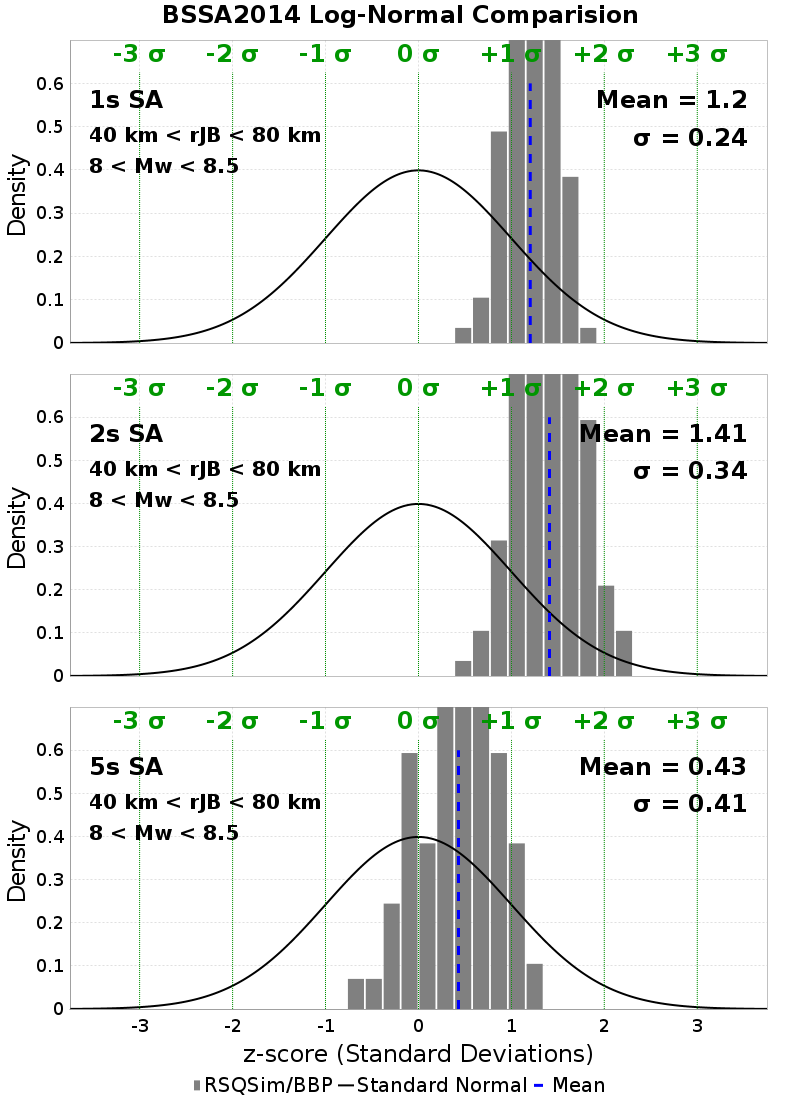 BSSA2014 Log-Normal Comparision
-3 σ -2 σ -1 σ 0 σ +1 σ +2 σ +3 σ
1s SA
Mean = 1.2
40 km < rJB < 80 km
σ = 0.24
8 < Mw < 8.5
Density
0.6
0.5
0.4
0.3
0.2
0.1
0
-3 σ -2 σ -1 σ 0 σ +1 σ +2 σ +3 σ
2s SA
Mean = 1.41
40 km < rJB < 80 km
σ = 0.34
8 < Mw < 8.5
Density
0.6
0.5
0.4
0.3
0.2
0.1
0
-3 σ -2 σ -1 σ 0 σ +1 σ +2 σ +3 σ
5s SA
Mean = 0.43
40 km < rJB < 80 km
σ = 0.41
8 < Mw < 8.5
Density
0.6
0.5
0.4
0.3
0.2
0.1
0
-3 -2 -1 0 1 2 3
z-score (Standard Deviations)
RSQSim/BBP Standard Normal Mean